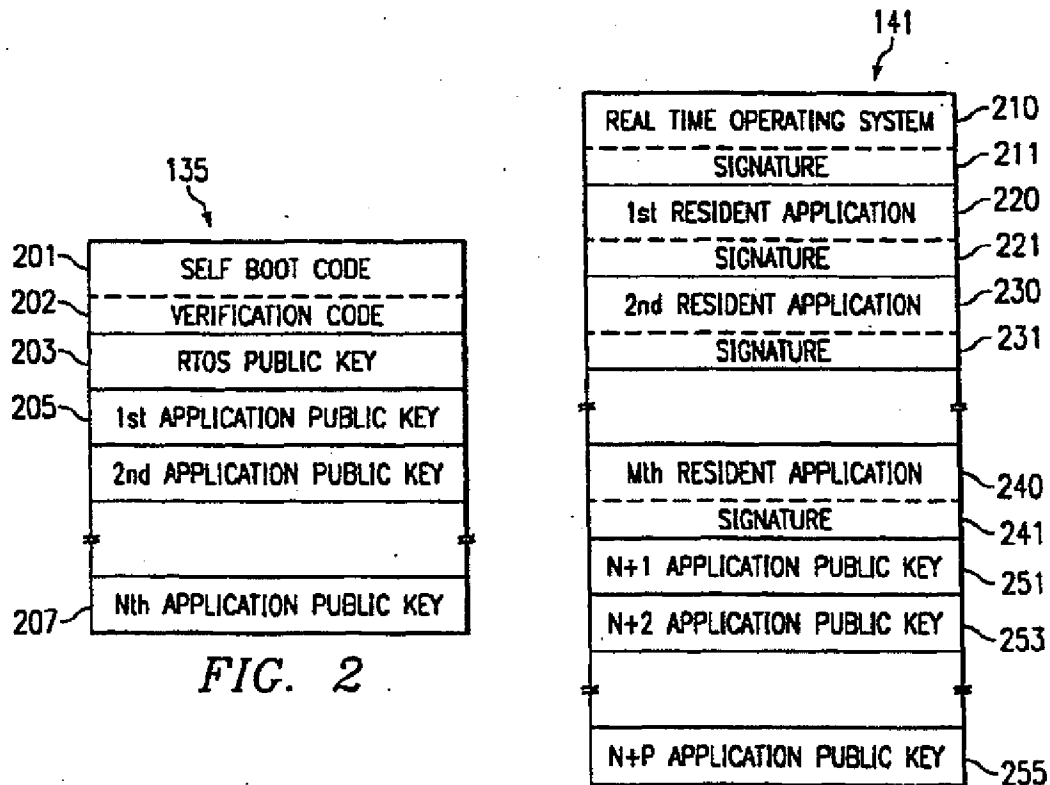 135
201
SELF BOOT CODE
202
VERIFICATION CODE
203
RTOS PUBLIC KEY
205
1st APPLICATION PUBLIC KEY
2nd APPLICATION PUBLIC KEY
Nth APPLICATION PUBLIC KEY
207
FIG. 2
141
REAL TIME OPERATING SYSTEM
210
SIGNATURE
211
1st RESIDENT APPLICATION
220
SIGNATURE
221
2nd RESIDENT APPLICATION
230
SIGNATURE
231
Mth RESIDENT APPLICATION
240
SIGNATURE
241
N+1 APPLICATION PUBLIC KEY
251
N+2 APPLICATION PUBLIC KEY
253
N+P APPLICATION PUBLIC KEY
255